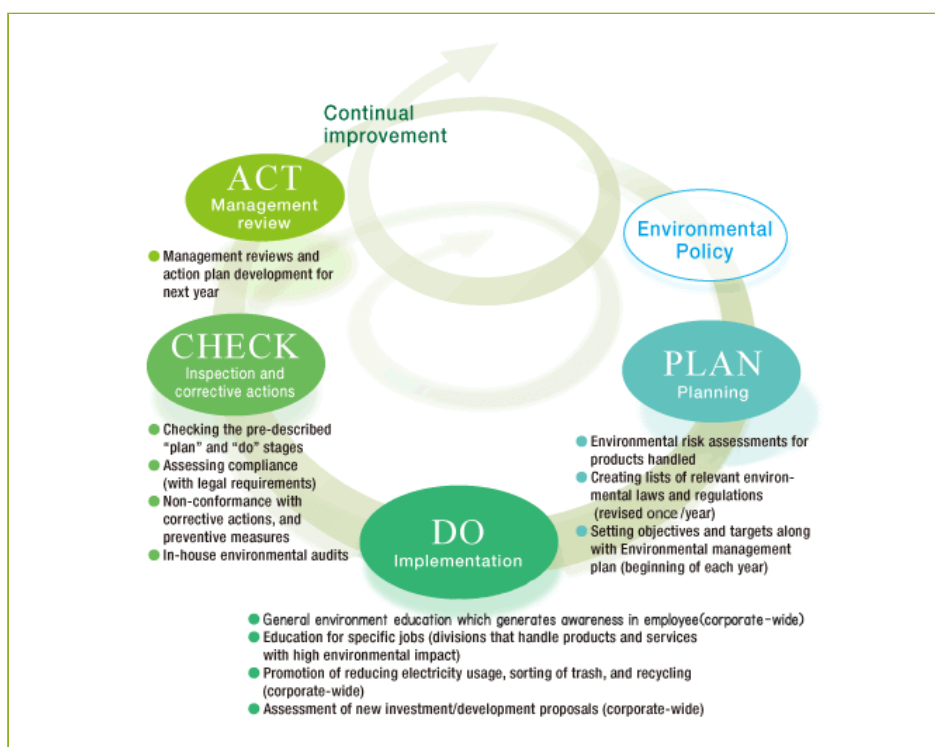 Continual
improvement
ACT
Management
review
● Management reviews and
action plan development for
next year
Environmental
Policy
CHECK
Inspection and
corrective actions
● Checking the pre-described
“plan” and “do” stages
● Assessing compliance
(with legal requirements)
● Non-conformance with
corrective actions, and
preventive measures
● In-house environmental audits
PLAN
Planning
● Environmental risk assessments for
products handled
● Creating lists of relevant environ-
mental laws and regulations
(revised once/year)
● Setting objectives and targets along
with Environmental management
plan (beginning of each year)
DO
Implementation
● General environment education which generates awareness in employee(corporate-wide)
● Education for specific jobs (divisions that handle products and services
with high environmental impact)
● Promotion of reducing electricity usage, sorting of trash, and recycling
(corporate-wide)
● Assessment of new investment/development proposals (corporate-wide)